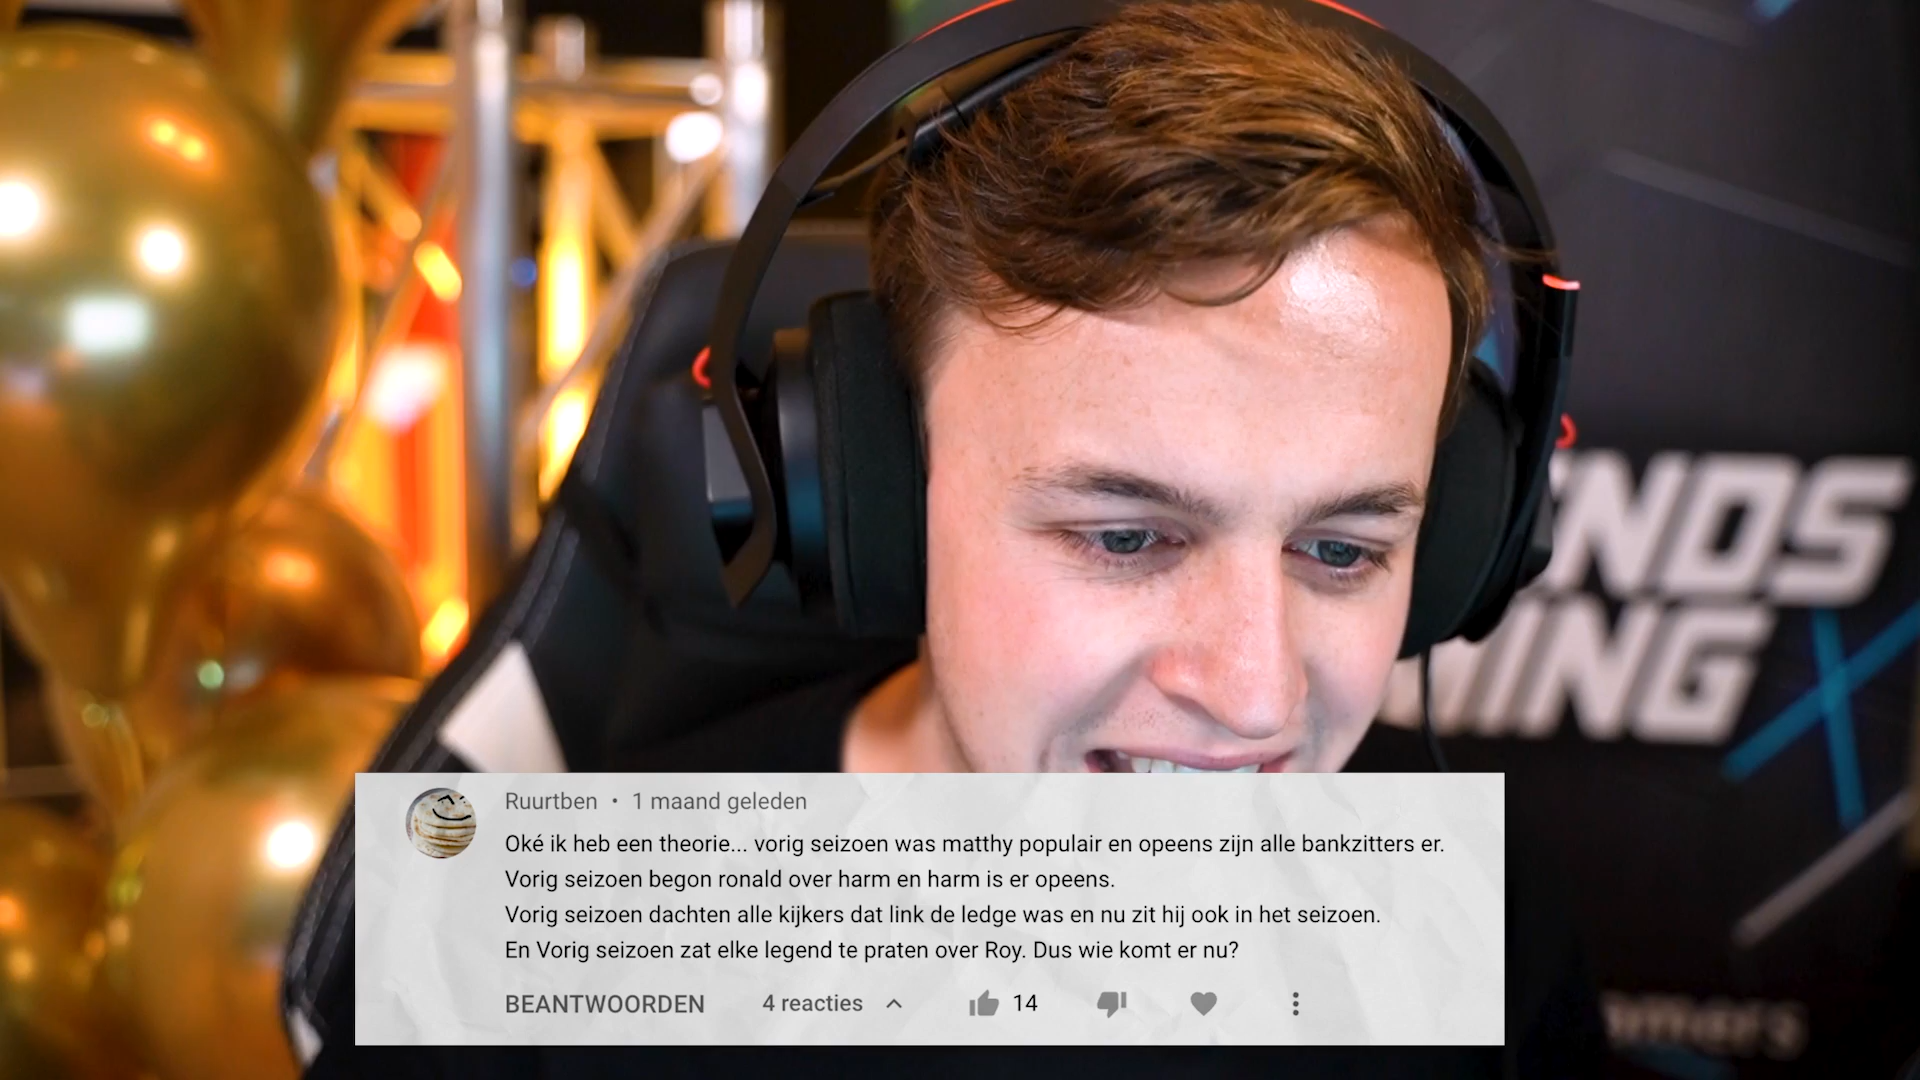 NDS
ING
Ruurtben • 1 maand geleden
Oké ik heb een theorie... vorig seizoen was matthy populair en opeens zijn alle bankzitters er.
Vorig seizoen begon ronald over harm en harm is er opeens.
Vorig seizoen dachten alle kijkers dat link de ledge was en nu zit hij ook in het seizoen.
En Vorig seizoen zat elke legend te praten over Roy. Dus wie komt er nu?
BEANTWOORDEN 4 reacties 14